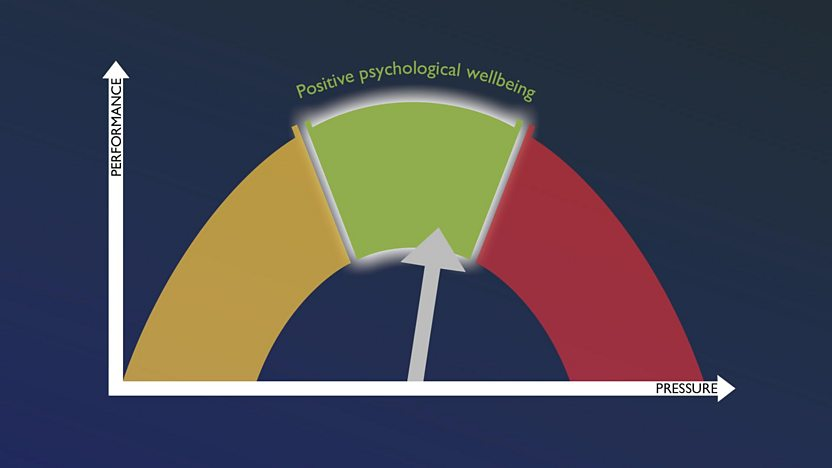 Positive psychological wellbeing
PERFORMANCE
PRESSURE